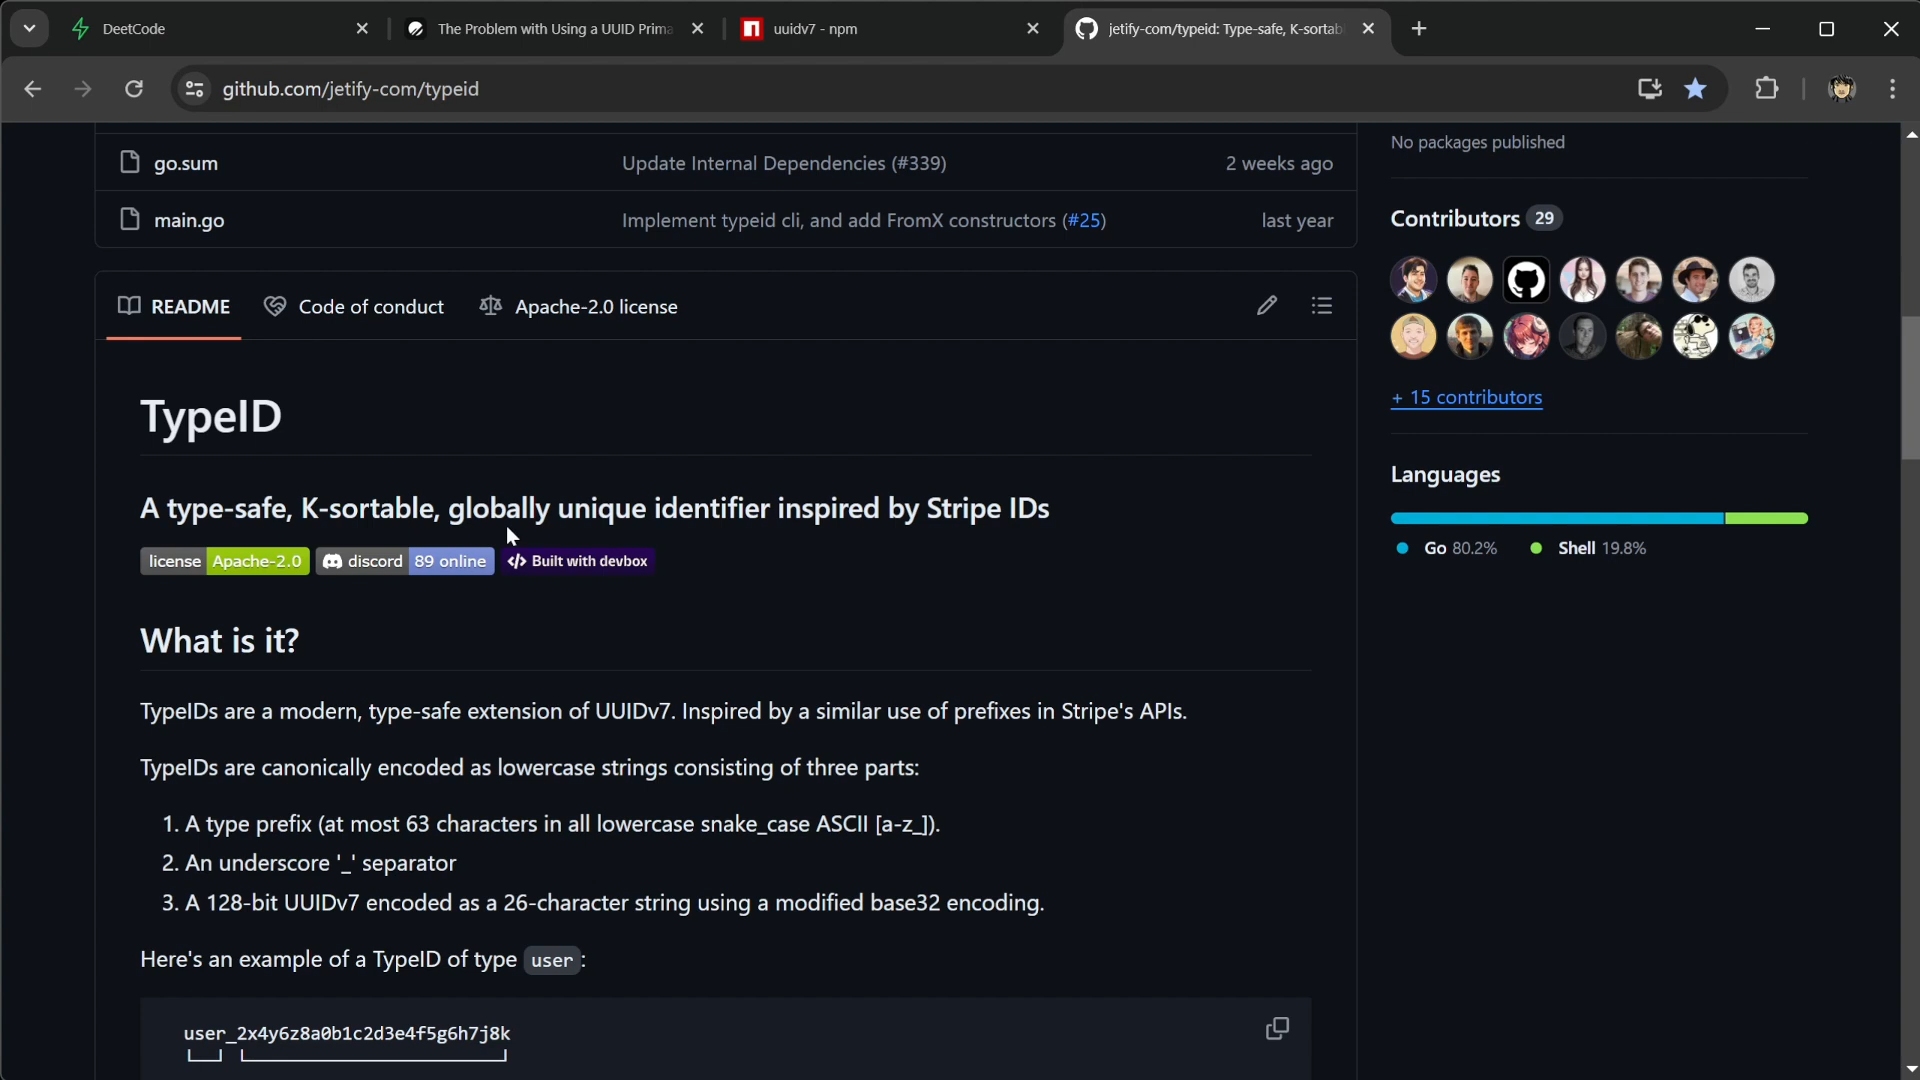 DeetCode
The Problem with Using a UUID Prima
uuidv7 - npm
jetify-com/typeid: Type-safe, K-sortab
github.com/jetify-com/typeid
go.sum
Update Internal Dependencies (#339)
2 weeks ago
main.go
Implement typeid cli, and add FromX constructors (#25)
last year
README
Code of conduct
Apache-2.0 license
TypeID
A type-safe, K-sortable, globally unique identifier inspired by Stripe IDs
license Apache-2.0
discord 89 online
</> Built with devbox
What is it?
TypeIDs are a modern, type-safe extension of UUIDv7. Inspired by a similar use of prefixes in Stripe's APIs.
TypeIDs are canonically encoded as lowercase strings consisting of three parts:
1. A type prefix (at most 63 characters in all lowercase snake_case ASCII [a-z_]).
2. An underscore '_' separator
3. A 128-bit UUIDv7 encoded as a 26-character string using a modified base32 encoding.
Here's an example of a TypeID of type user:
user_2x4y6z8a0b1c2d3e4f5g6h7j8k
No packages published
Contributors 29
+ 15 contributors
Languages
Go 80.2%
Shell 19.8%